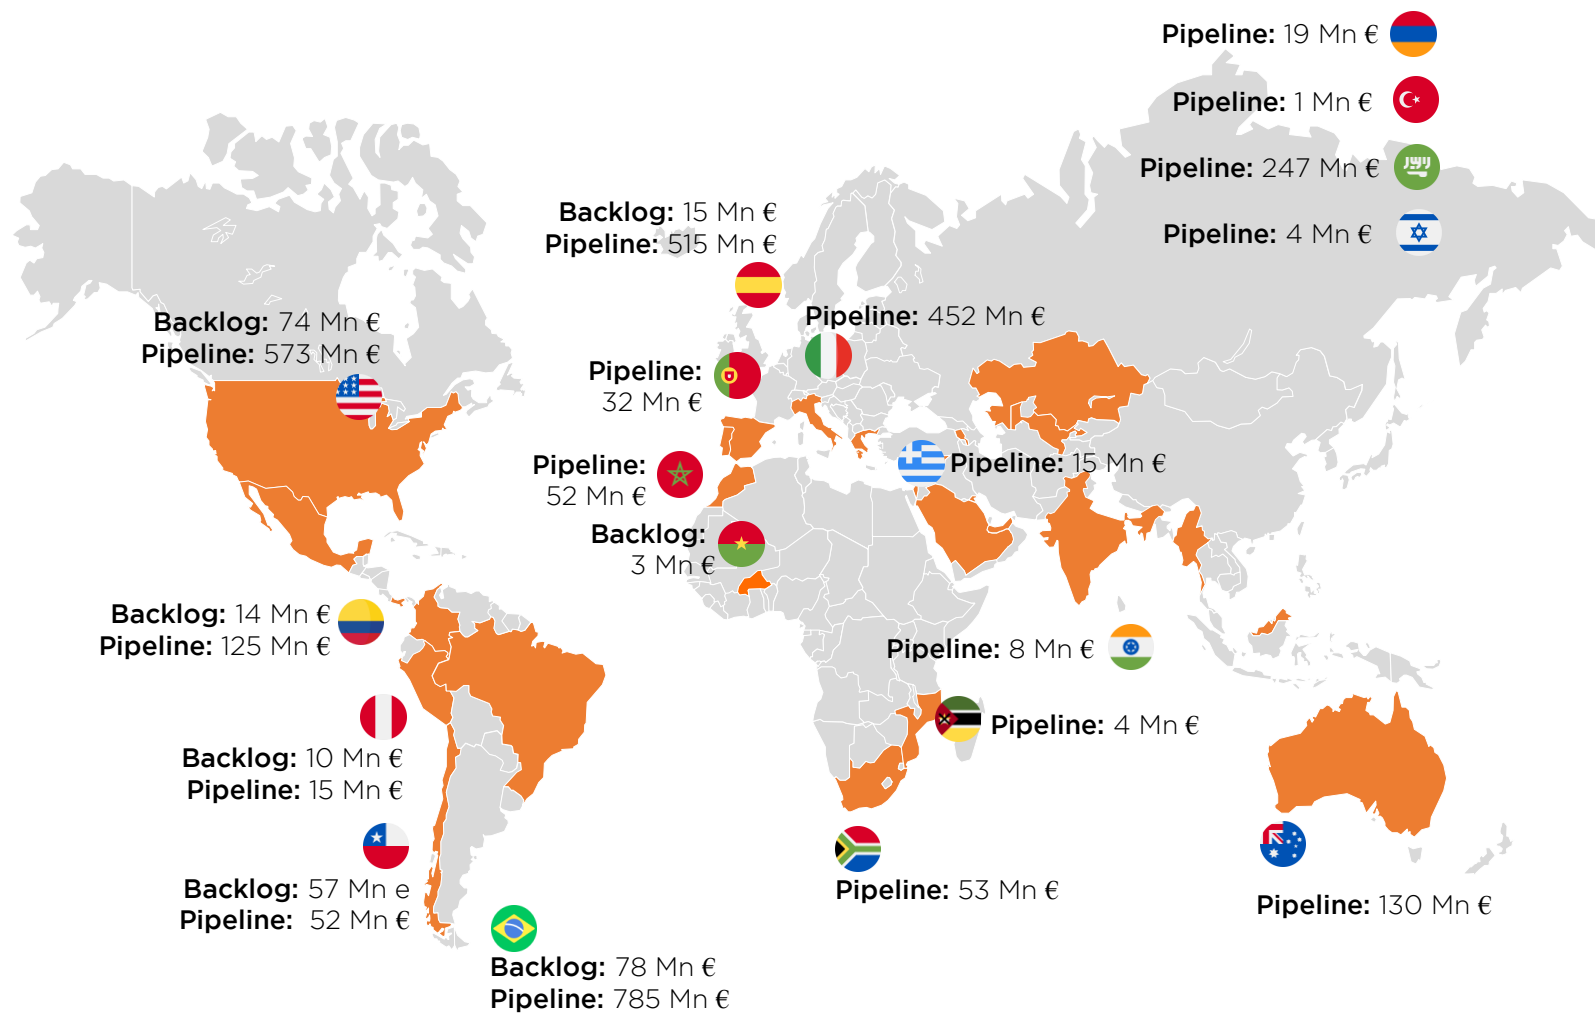 Pipeline: 19 Mn €
Pipeline: 1 Mn €
Pipeline: 247 Mn €
Pipeline: 4 Mn €
Backlog: 15 Mn €
Pipeline: 515 Mn €
Backlog: 74 Mn €
Pipeline: 573 Mn €
Pipeline: 452 Mn €
Pipeline:
32 Mn €
Pipeline:
52 Mn €
Pipeline: 15 Mn €
Backlog:
3 Mn €
Backlog: 14 Mn €
Pipeline: 125 Mn €
Pipeline: 8 Mn €
Pipeline: 4 Mn €
Backlog: 10 Mn €
Pipeline: 15 Mn €
Backlog: 57 Mn e
Pipeline: 52 Mn €
Pipeline: 53 Mn €
Pipeline: 130 Mn €
Backlog: 78 Mn €
Pipeline: 785 Mn €